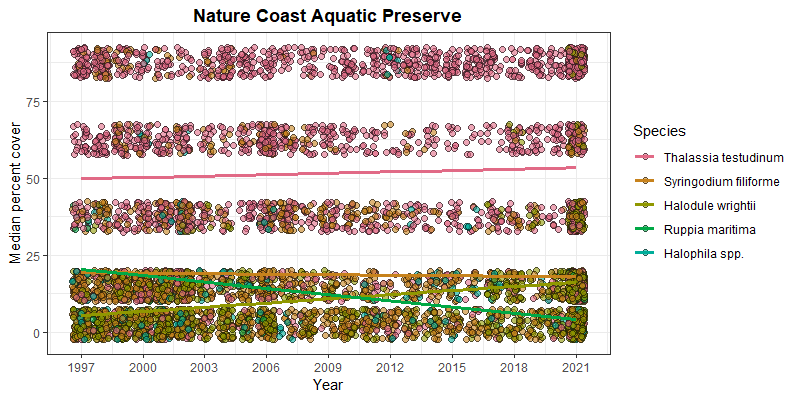 Nature Coast Aquatic Preserve
Median percent cover
75
50
25
0
1997 2000 2003 2006 2009 2012 2015 2018 2021
Year
Species
Thalassia testudinum
Syringodium filiforme
Halodule wrightii
Ruppia maritima
Halophila spp.